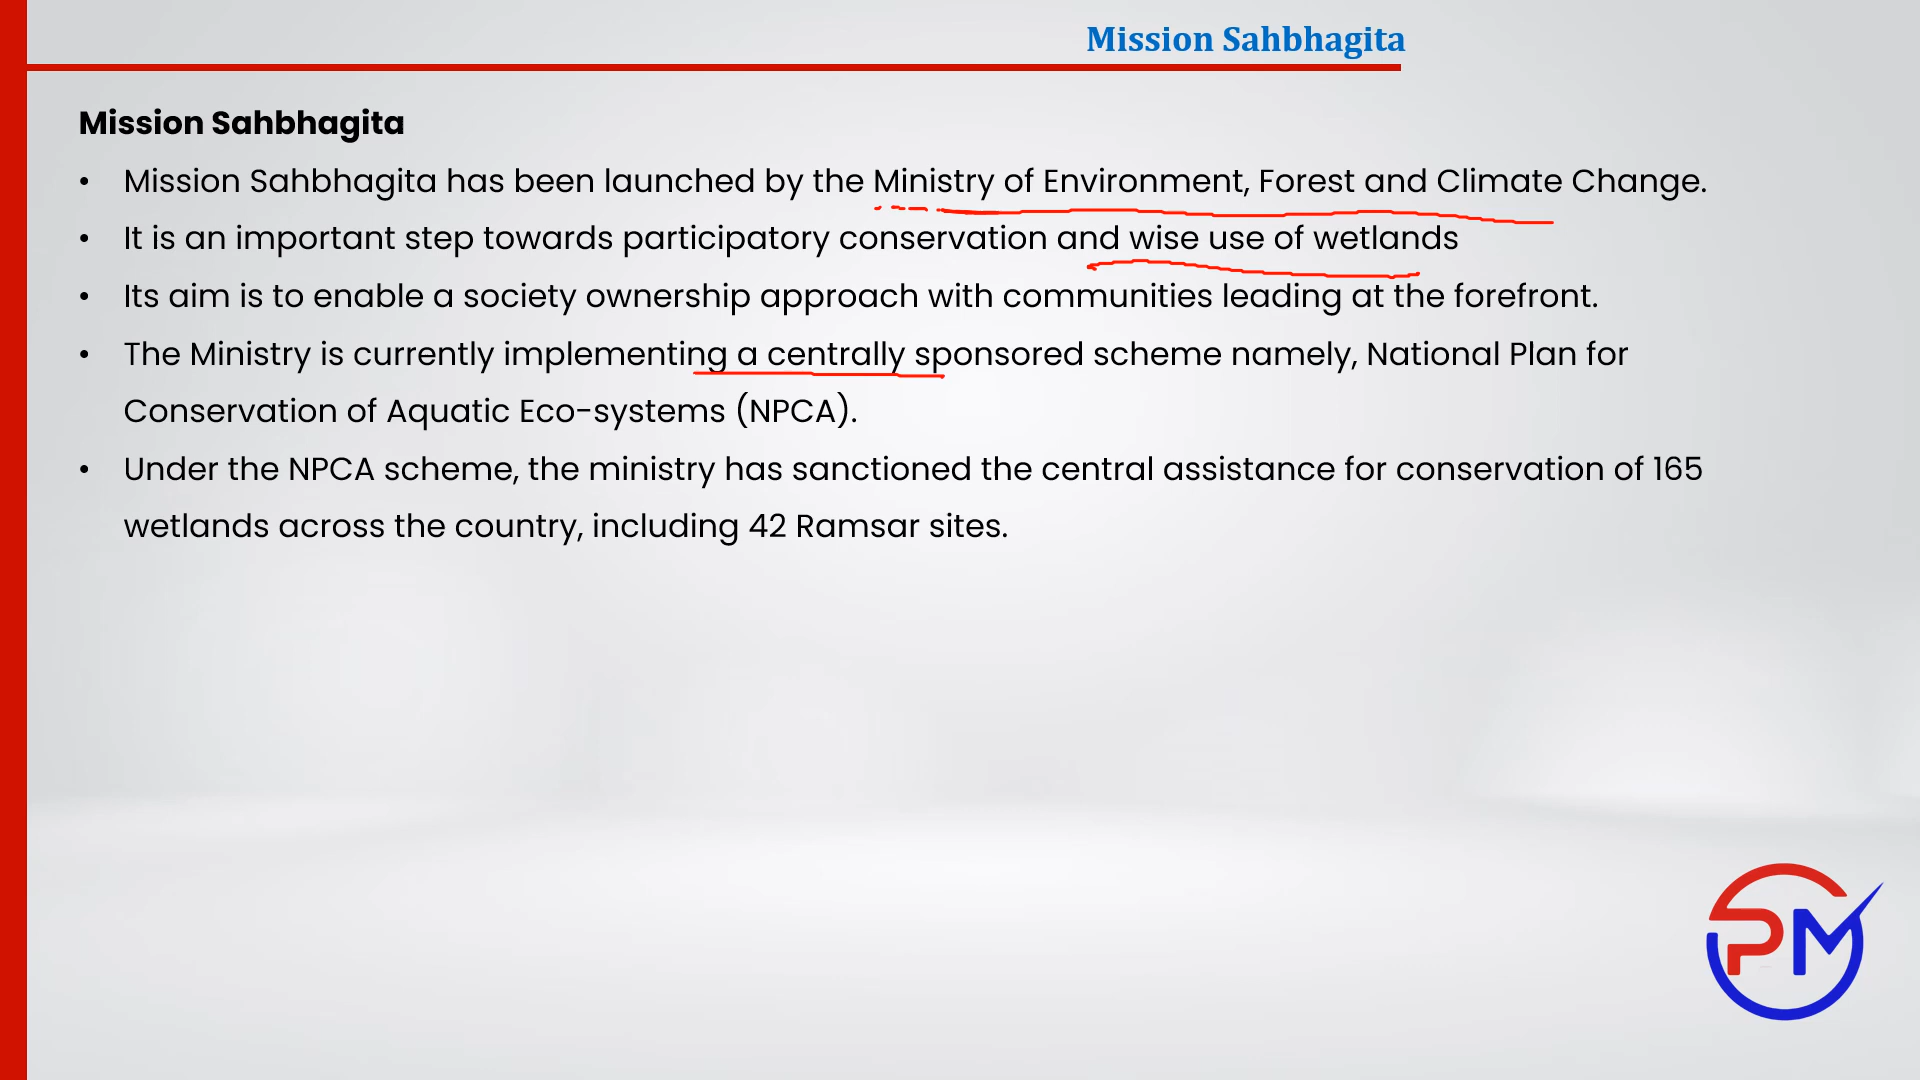 Mission Sahbhagita
Mission Sahbhagita
• Mission Sahbhagita has been launched by the Ministry of Environment, Forest and Climate Change.
• It is an important step towards participatory conservation and wise use of wetlands
• Its aim is to enable a society ownership approach with communities leading at the forefront.
• The Ministry is currently implementing a centrally sponsored scheme namely, National Plan for
Conservation of Aquatic Eco-systems (NPCA).
• Under the NPCA scheme, the ministry has sanctioned the central assistance for conservation of 165
wetlands across the country, including 42 Ramsar sites.
PM